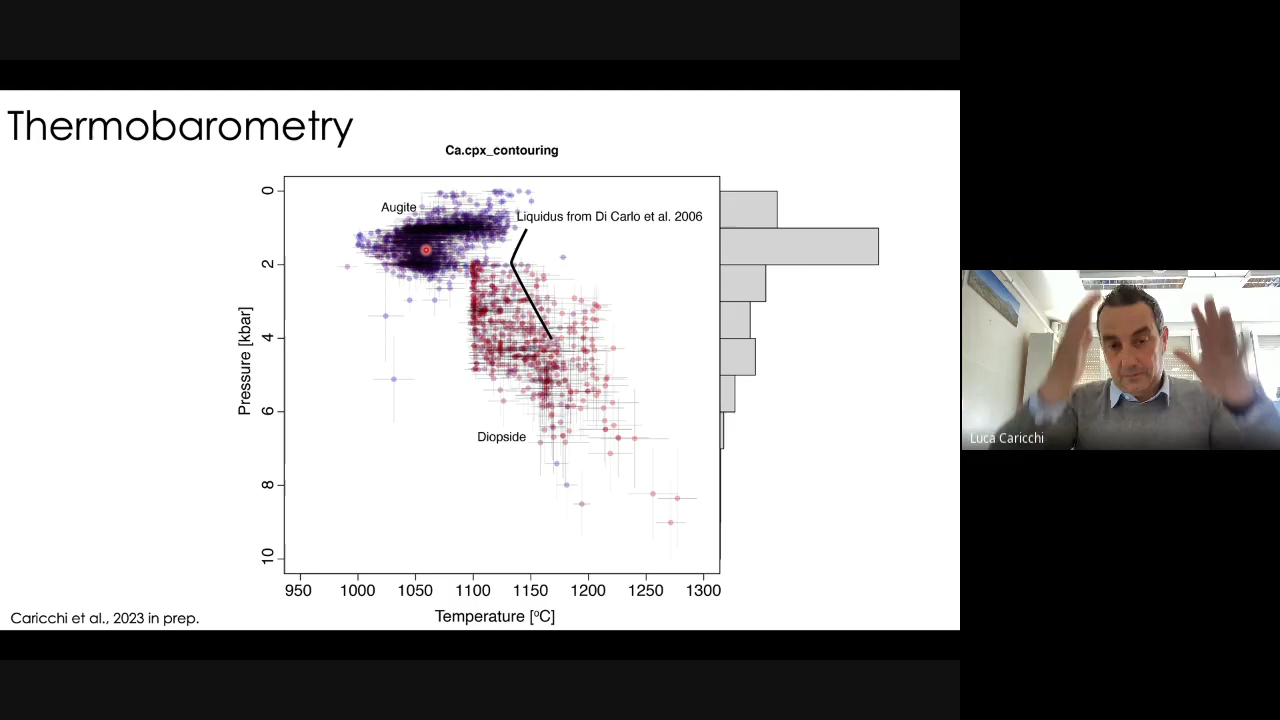 Thermobarometry
Ca.cpx_contouring
Augite
Liquidus from Di Carlo et al. 2006
Diopside
0
2
4
6
8
10
Pressure [kbar]
950 1000 1050 1100 1150 1200 1250 1300
Temperature [ºC]
Caricchi et al., 2023 in prep.
Luca Caricchi